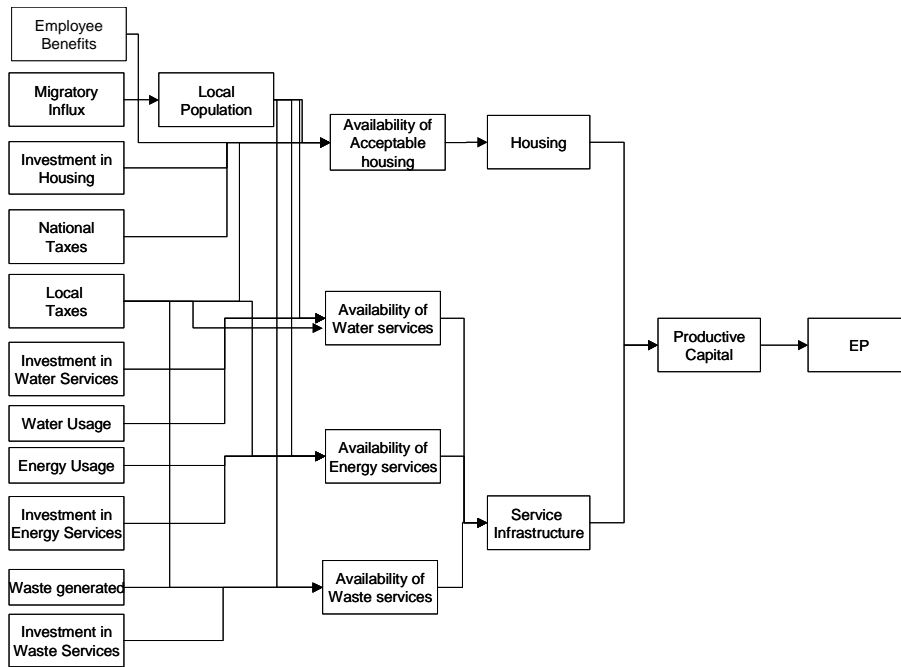 Employee
Benefits
Migratory
Influx
Local
Population
Investment in
Housing
National
Taxes
Local
Taxes
Investment in
Water Services
Water Usage
Energy Usage
Investment in
Energy Services
Waste generated
Investment in
Waste Services
Availability of
Acceptable
housing
Availability of
Water services
Availability of
Energy services
Availability of
Waste services
Housing
Service
Infrastructure
Productive
Capital
EP